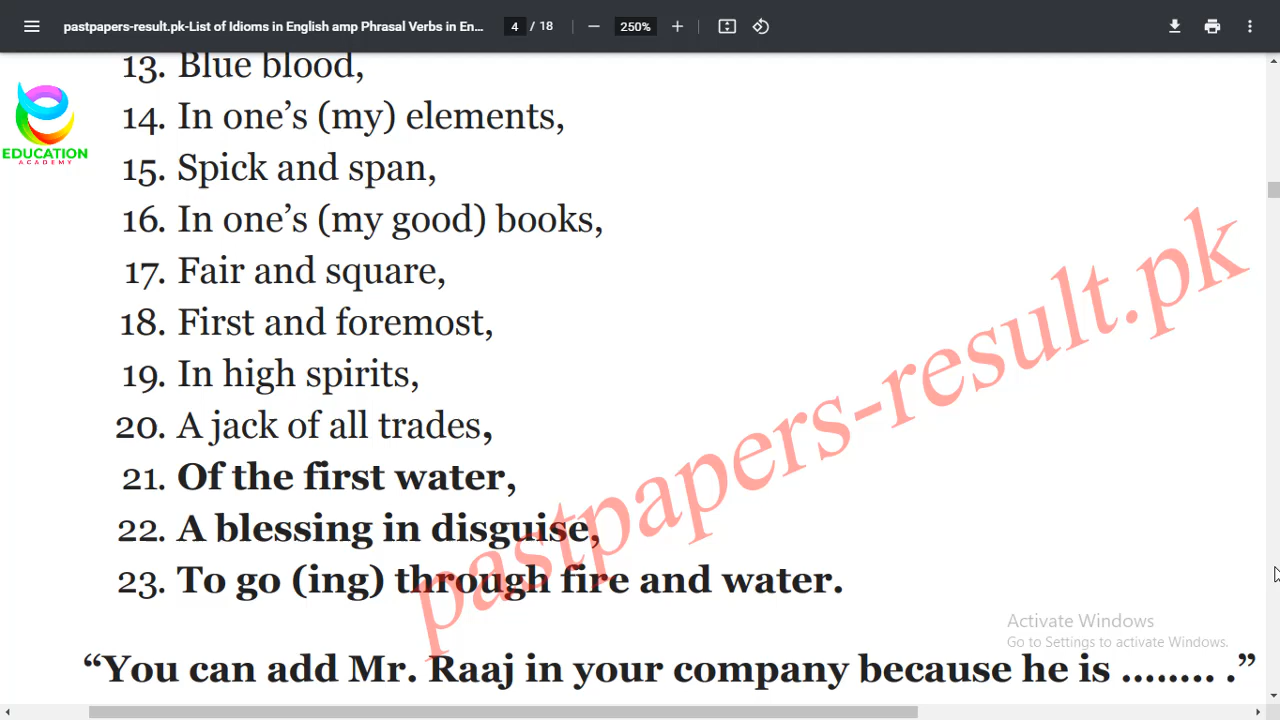 pastpapers-result.pk-List of Idioms in English amp Phrasal Verbs in En... 4 / 18 250%
13. Blue blood,
14. In one’s (my) elements,
EDUCATION
ACADEMY
15. Spick and span,
16. In one’s (my good) books,
17. Fair and square,
18. First and foremost,
19. In high spirits,
20. A jack of all trades,
21. Of the first water,
22. A blessing in disguise,
23. To go (ing) through fire and water.
pastpapers-result.pk
Activate Windows
Go to Settings to activate Windows.
“You can add Mr. Raaj in your company because he is ........ .”